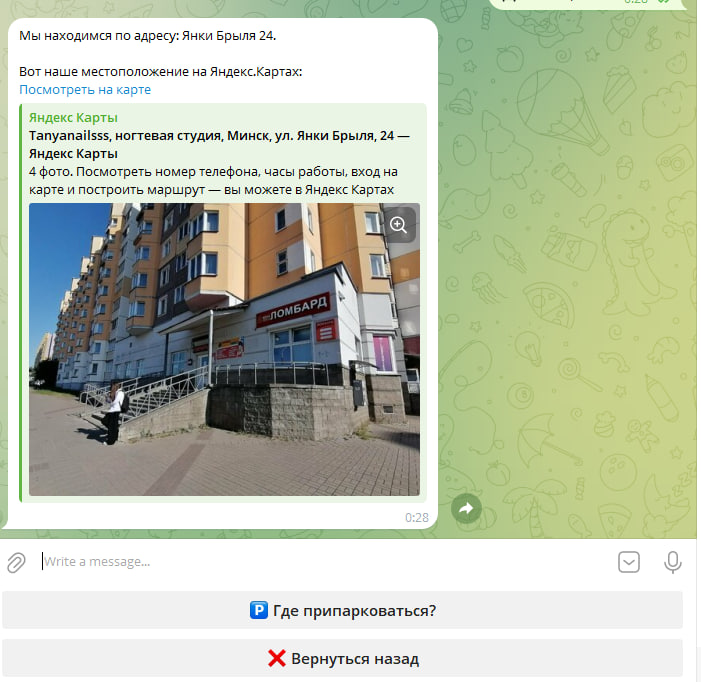 0:28
Мы находимся по адресу: Янки Брыля 24.
Вот наше местоположение на Яндекс.Картах:
Посмотреть на карте
Яндекс Карты
Tanyanailsss, ногтевая студия, Минск, ул. Янки Брыля, 24 —
Яндекс Карты
4 фото. Посмотреть номер телефона, часы работы, вход на
карте и построить маршрут — вы можете в Яндекс Картах
ЛОМБАРД
0:28
Write a message...
P Где припарковаться?
❌ Вернуться назад